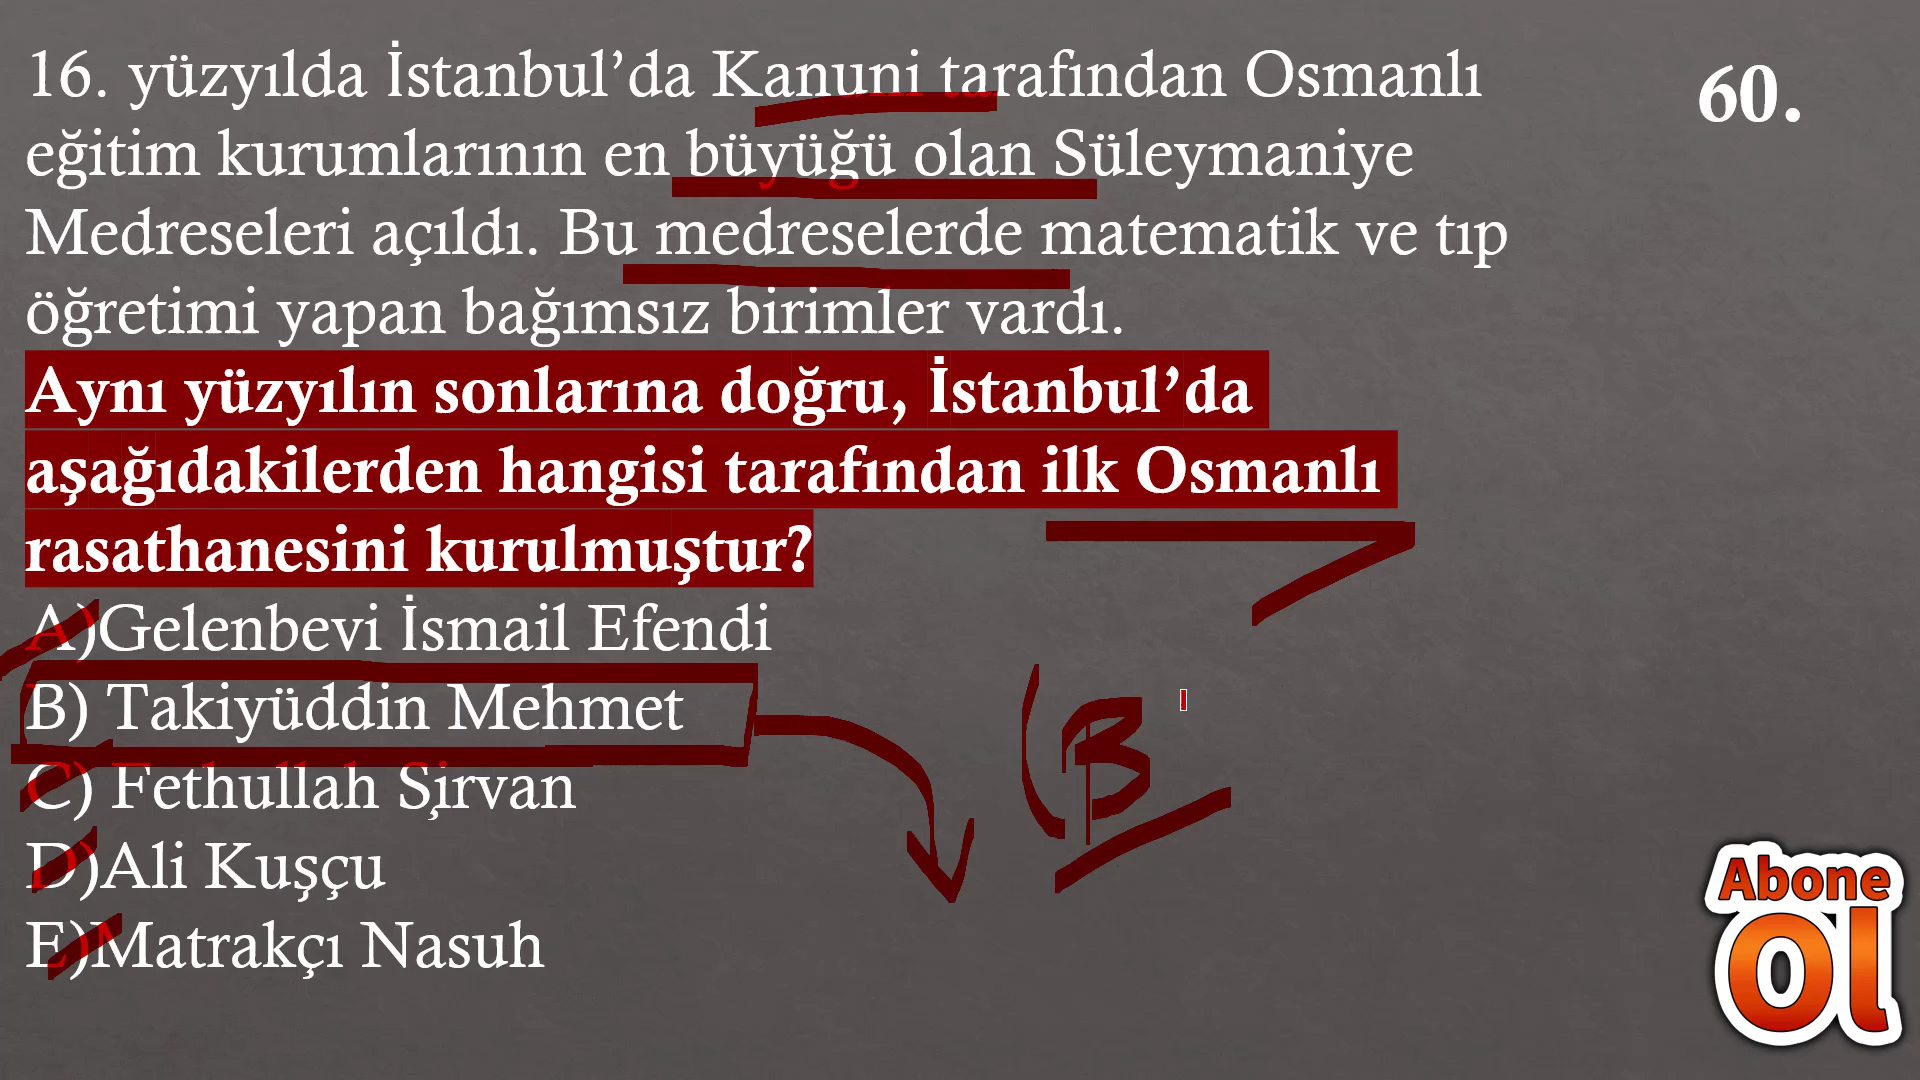 16. yüzyılda İstanbul’da Kanuni tarafından Osmanlı
eğitim kurumlarının en büyüğü olan Süleymaniye
Medreseleri açıldı. Bu medreselerde matematik ve tıp
öğretimi yapan bağımsız birimler vardı.
Aynı yüzyılın sonlarına doğru, İstanbul’da
aşağıdakilerden hangisi tarafından ilk Osmanlı
rasathanesini kurulmuştur?
A)Gelenbevi İsmail Efendi
B) Takiyüddin Mehmet
C) Fethullah Şirvan
D)Ali Kuşçu
E)Matrakçı Nasuh
60.
(B
Abone
Ol